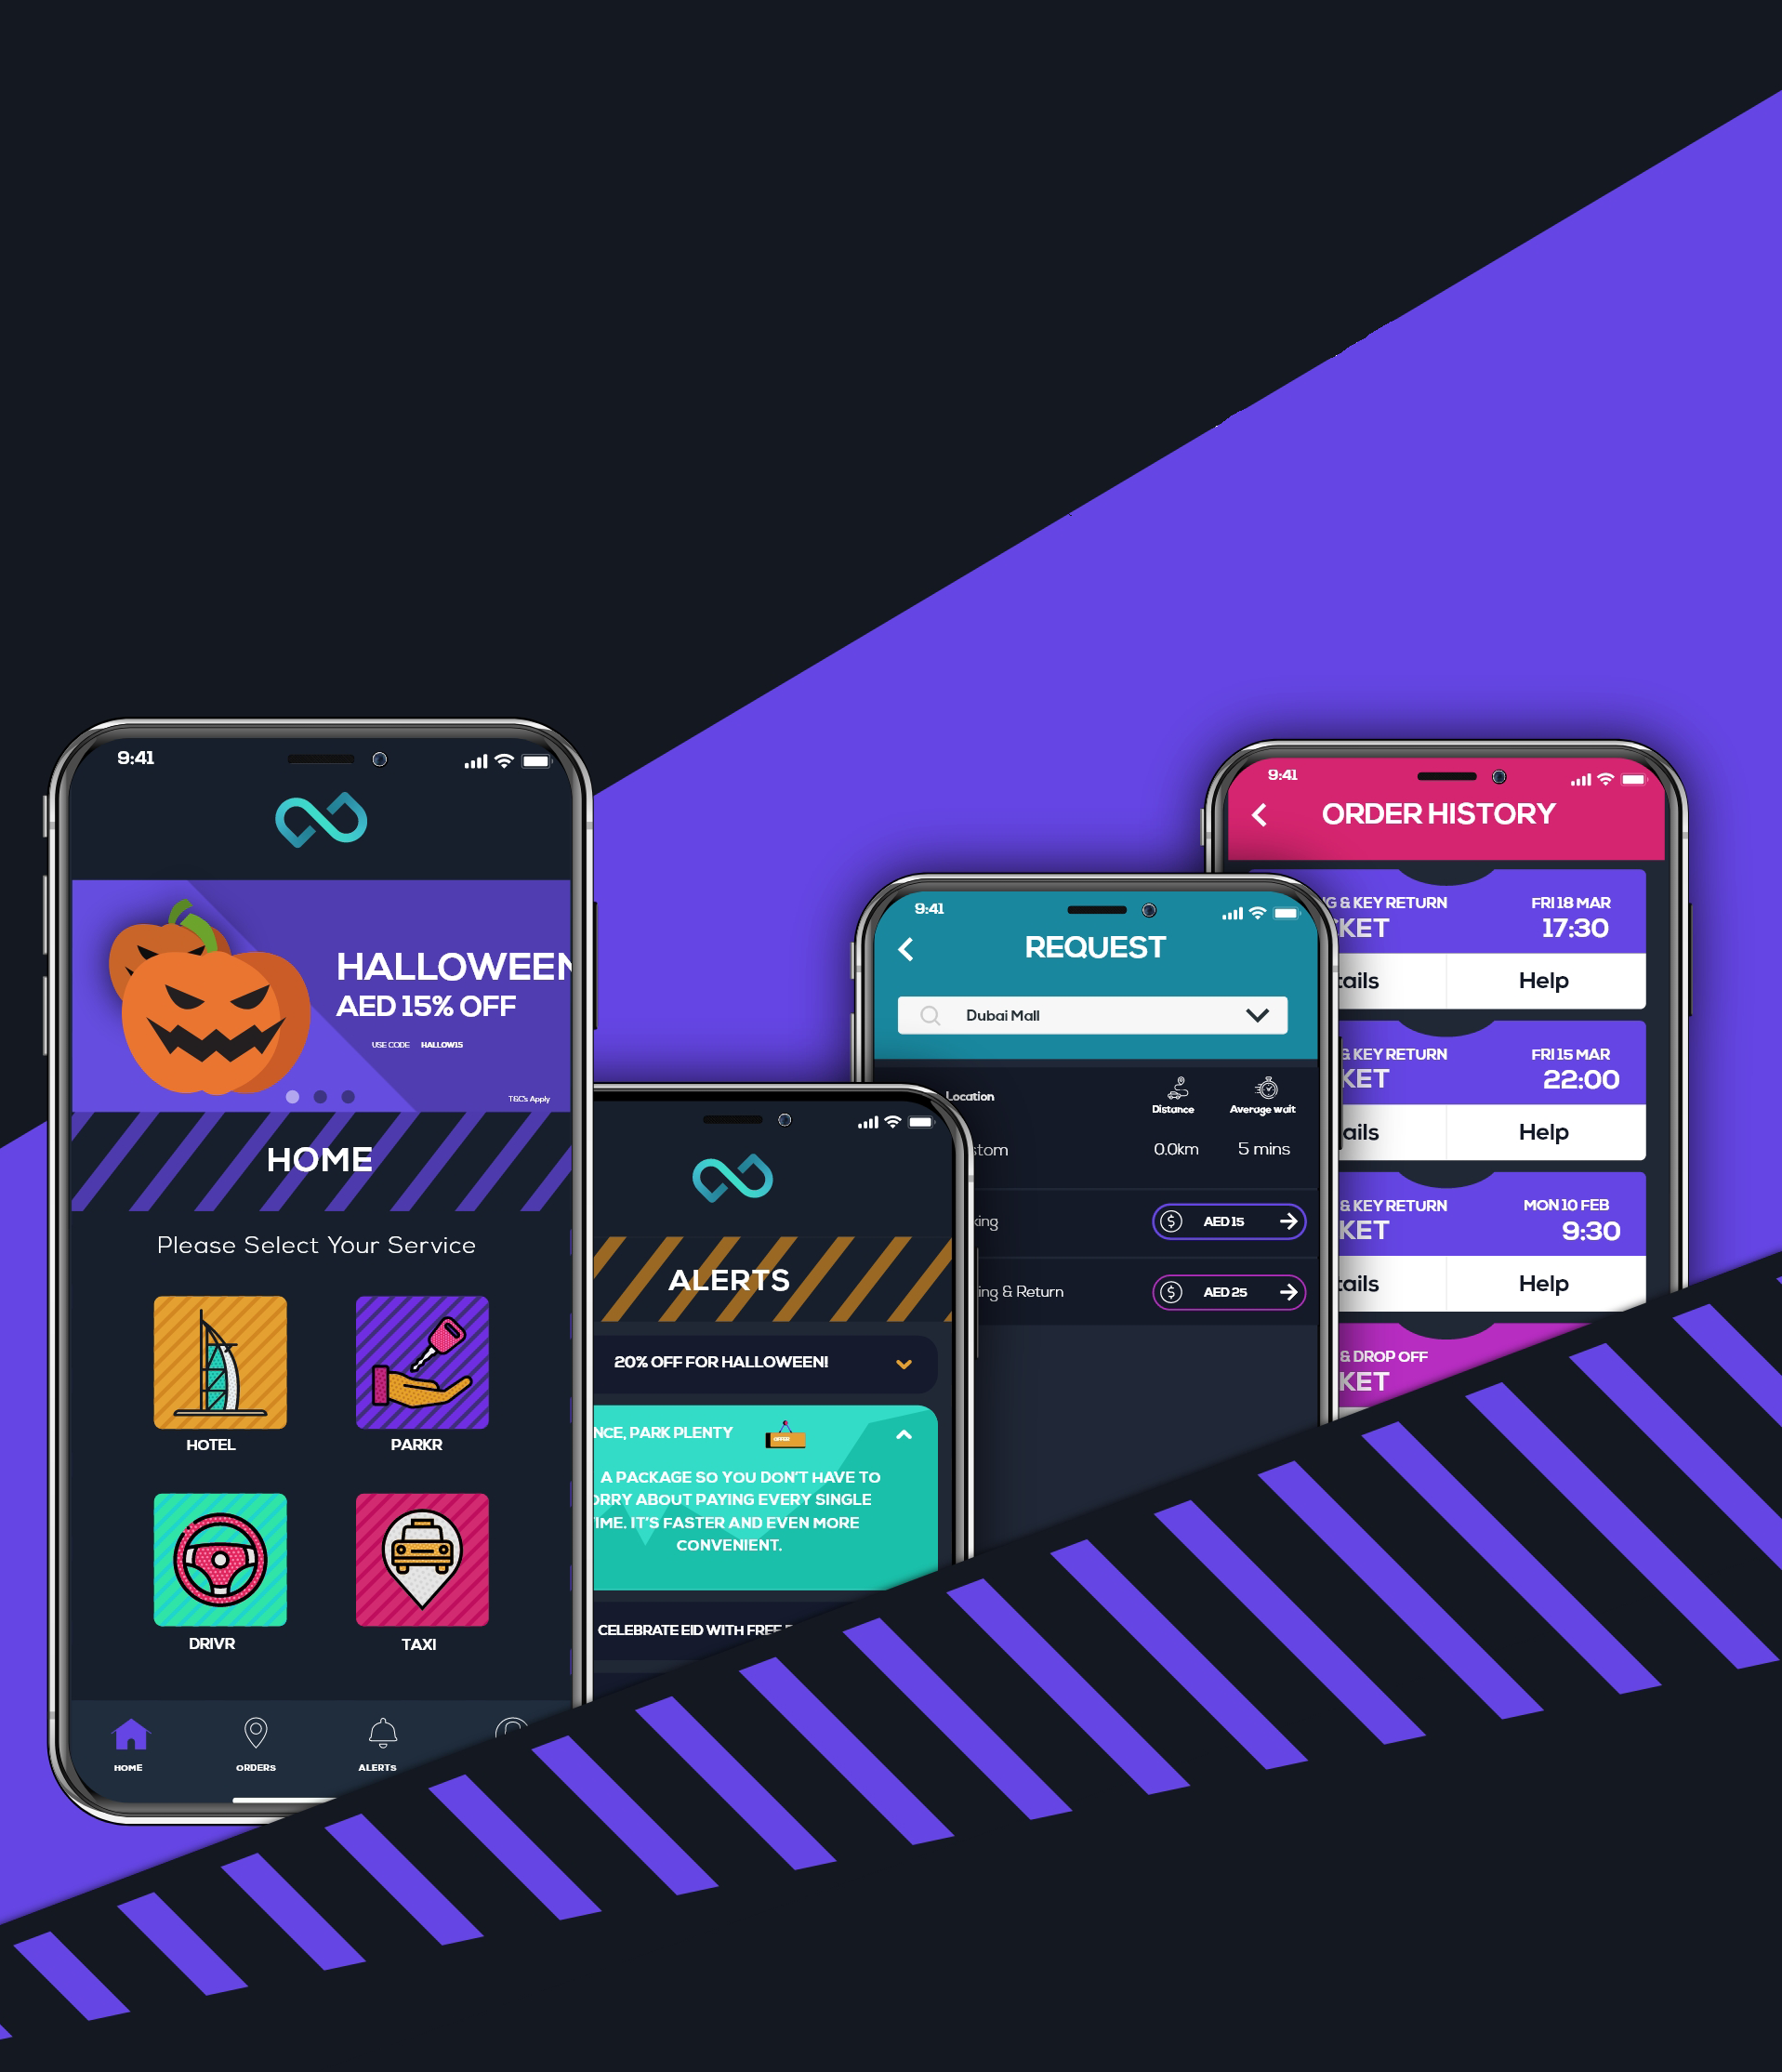 9:41
HALLOWEEN
AED 15% OFF
USE CODE HALLOW15
T&C's Apply
HOME
Please Select Your Service
HOTEL
PARKR
DRIVR
TAXI
HOME
ORDERS
ALERTS
ALERTS
20% OFF FOR HALLOWEEN!
NCE, PARK PLENTY
OFFER
A PACKAGE SO YOU DON'T HAVE TO
ORRY ABOUT PAYING EVERY SINGLE
TIME. IT'S FASTER AND EVEN MORE
CONVENIENT.
CELEBRATE EID WITH FREE
9:41
REQUEST
Dubai Mall
Location
Distance
Average wait
stom
0.0km
5 mins
king
AED 15
ing & Return
AED 25
9:41
ORDER HISTORY
G & KEY RETURN
FRI 18 MAR
KET
17:30
tails
Help
& KEY RETURN
FRI 15 MAR
KET
22:00
ails
Help
& KEY RETURN
MON 10 FEB
KET
9:30
tails
Help
& DROP OFF
KET